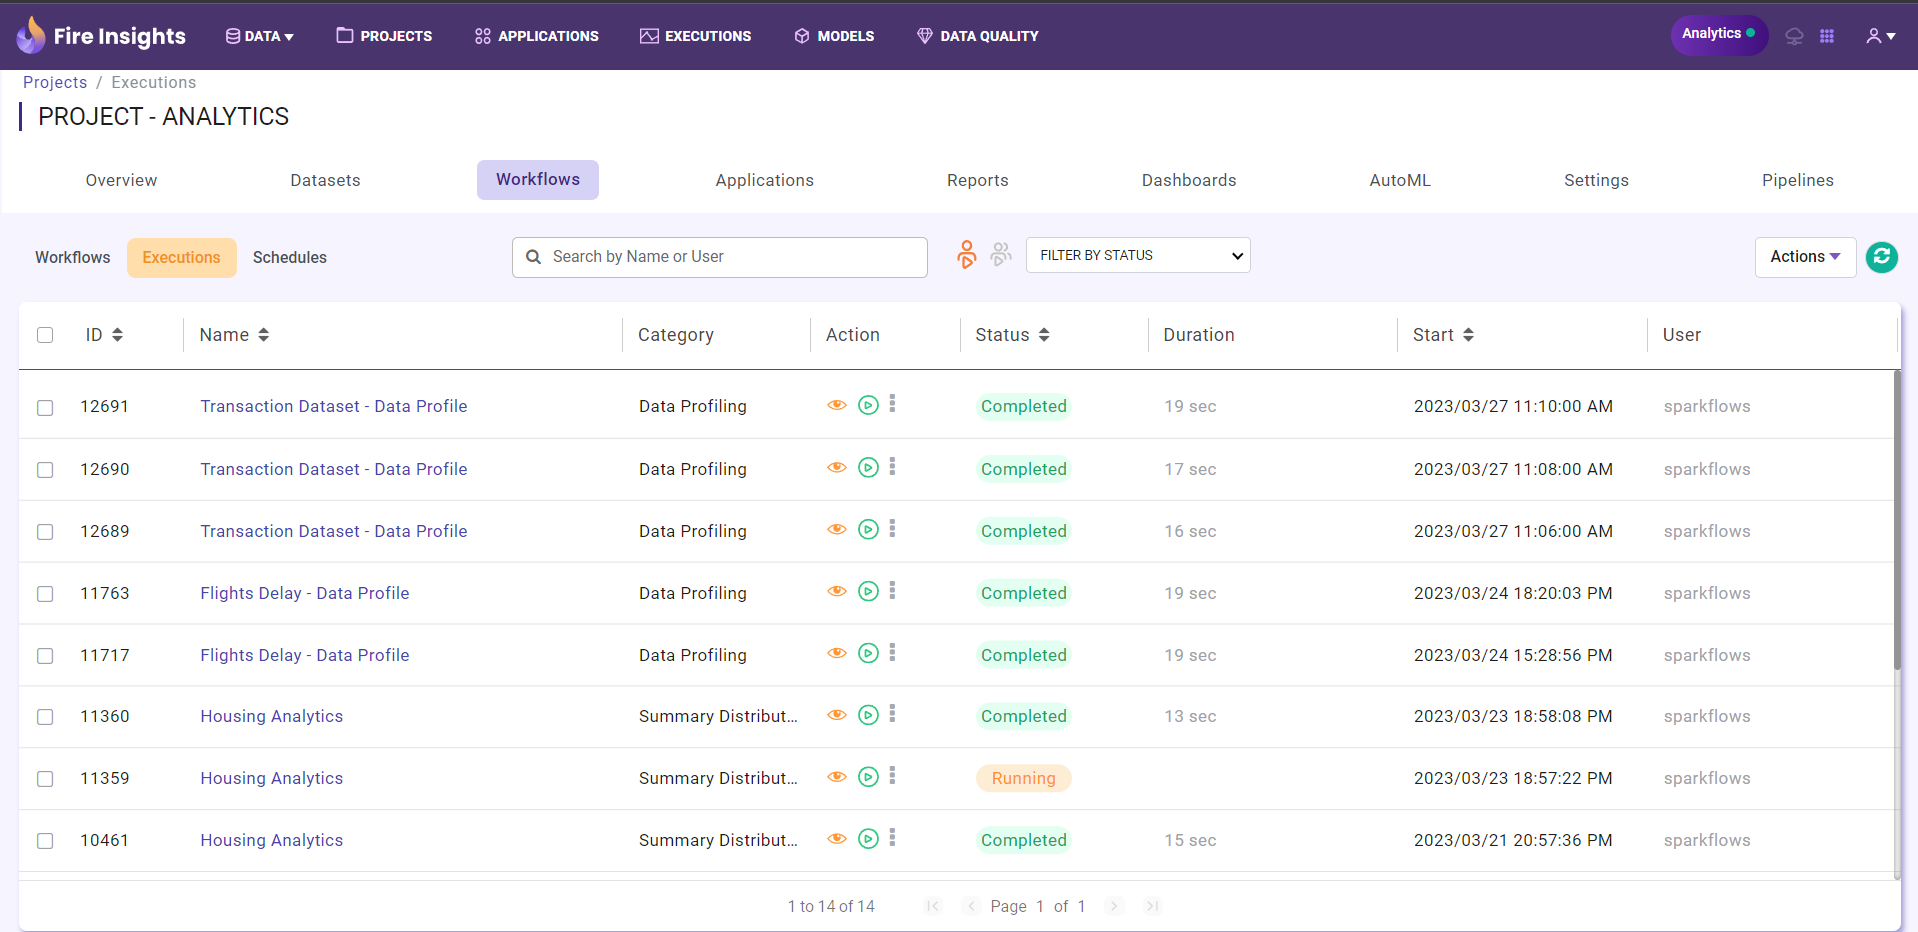 Fire Insights DATA PROJECTS APPLICATIONS EXECUTIONS MODELS DATA QUALITY Analytics
Projects / Executions
PROJECT - ANALYTICS
Overview Datasets Workflows Applications Reports Dashboards AutoML Settings Pipelines
Workflows Executions Schedules Search by Name or User FILTER BY STATUS Actions
ID Name Category Action Status Duration Start User
12691 Transaction Dataset - Data Profile Data Profiling Completed 19 sec 2023/03/27 11:10:00 AM sparkflows
12690 Transaction Dataset - Data Profile Data Profiling Completed 17 sec 2023/03/27 11:08:00 AM sparkflows
12689 Transaction Dataset - Data Profile Data Profiling Completed 16 sec 2023/03/27 11:06:00 AM sparkflows
11763 Flights Delay - Data Profile Data Profiling Completed 19 sec 2023/03/24 18:20:03 PM sparkflows
11717 Flights Delay - Data Profile Data Profiling Completed 19 sec 2023/03/24 15:28:56 PM sparkflows
11360 Housing Analytics Summary Distribut... Completed 13 sec 2023/03/23 18:58:08 PM sparkflows
11359 Housing Analytics Summary Distribut... Running 2023/03/23 18:57:22 PM sparkflows
10461 Housing Analytics Summary Distribut... Completed 15 sec 2023/03/21 20:57:36 PM sparkflows
1 to 14 of 14 Page 1 of 1